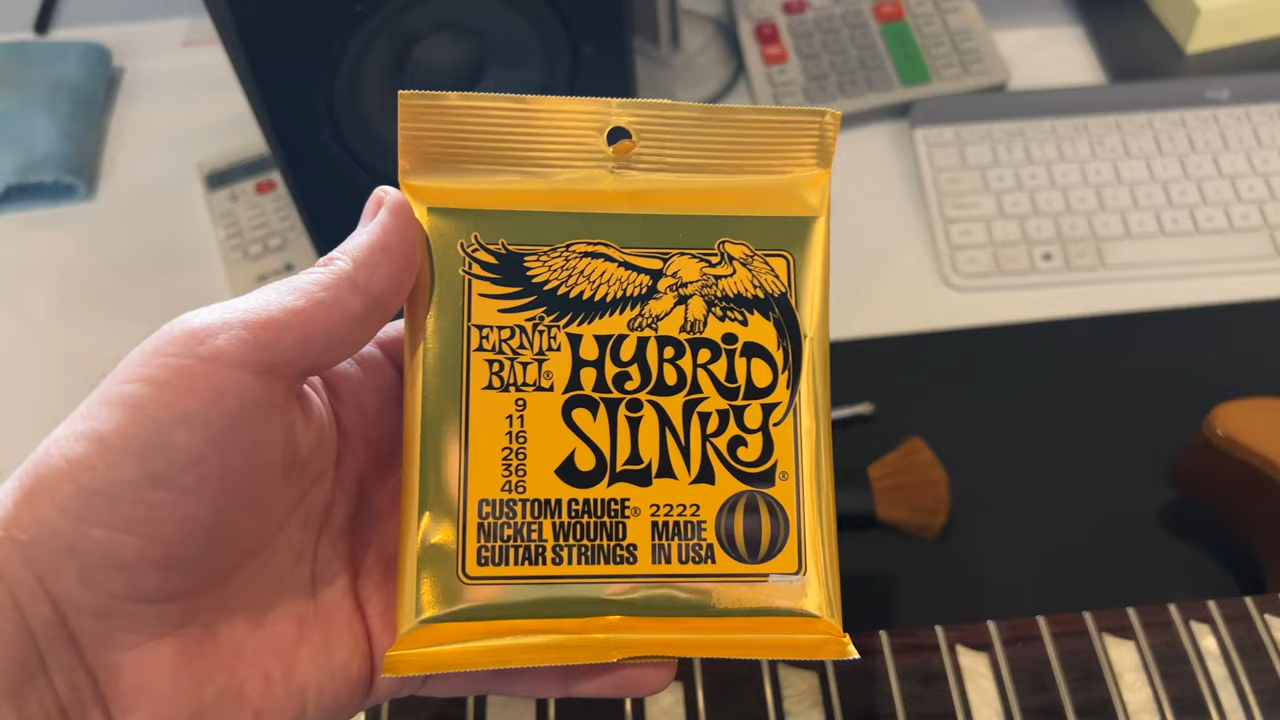 ERNIE
BALL®
HYBRID
SLINKY®
9
11
16
26
36
46
CUSTOM GAUGE®
NICKEL WOUND
GUITAR STRINGS
2222
MADE
IN USA